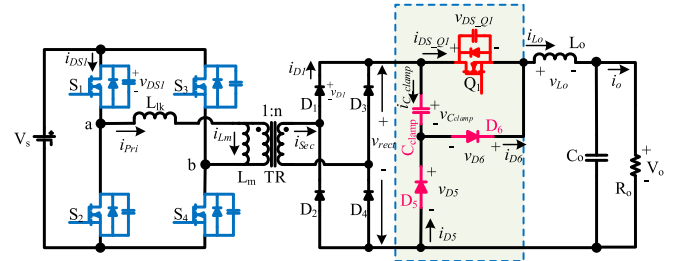 v_DS_Q1
i_DS1
i_DS_Q1
i_Lo
L_o
S_1
v_DS1
S_3
i_D1
D_1
v_D1
D_3
i_C_clamp
Q_1
v_Lo
i_o
L_lk
1:n
C_clamp
v_Cclamp
V_s
a
i_Pri
i_Lm
i_Sec
v_rect
D_6
v_D6
i_D6
C_o
R_o
V_o
b
L_m
TR
S_2
S_4
D_2
D_4
D_5
v_D5
i_D5